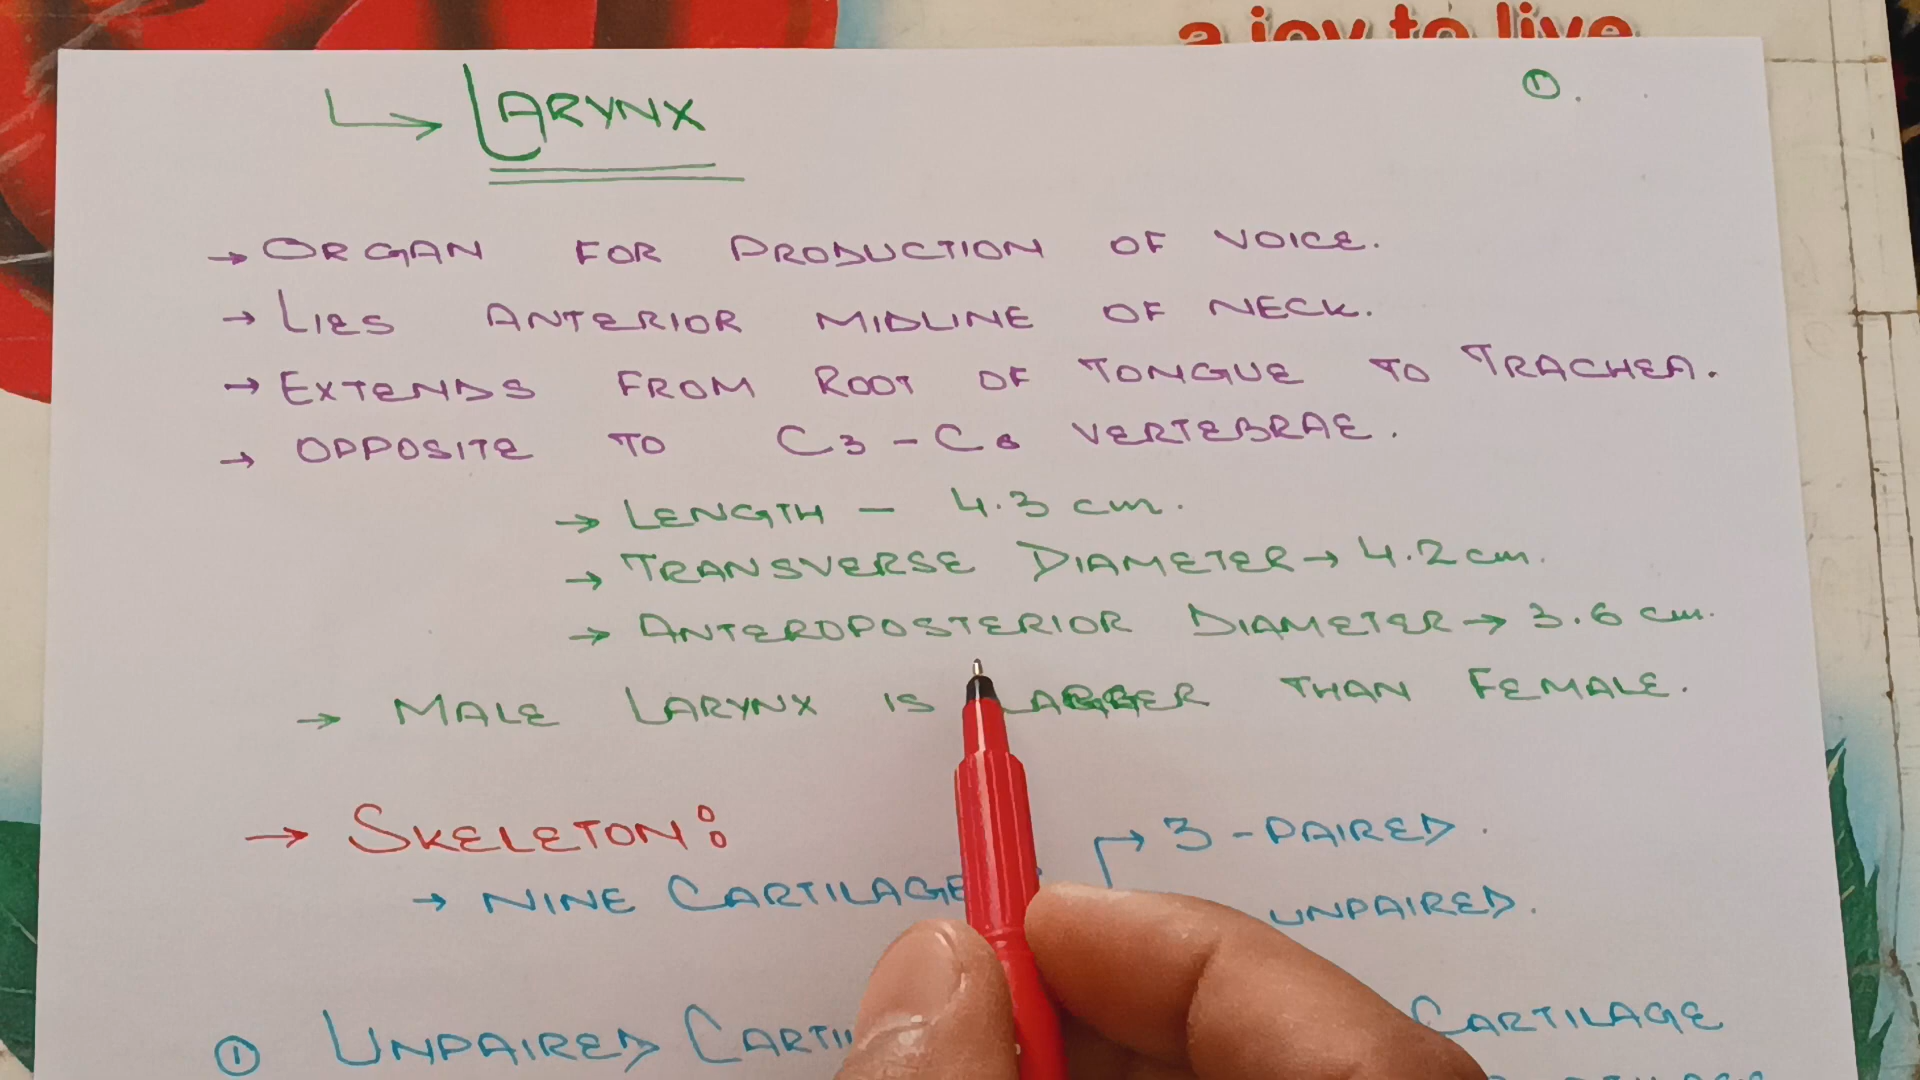 a joy to live
①.
↳ LARYNX
→ ORGAN FOR PRODUCTION OF VOICE.
→ LIES ANTERIOR MIDLINE OF NECK.
→ EXTENDS FROM ROOT OF TONGUE TO TRACHEA.
→ OPPOSITE TO C3 - C6 VERTEBRAE.
→ LENGTH - 4.3 cm.
→ TRANSVERSE DIAMETER → 4.2 cm.
→ ANTEROPOSTERIOR DIAMETER → 3.6 cm.
→ MALE LARYNX IS LARGER THAN FEMALE.
→ SKELETON:
→ 3 - PAIRED.
→ NINE CARTILAGE UNPAIRED.
① UNPAIRED CARTI CARTILAGE